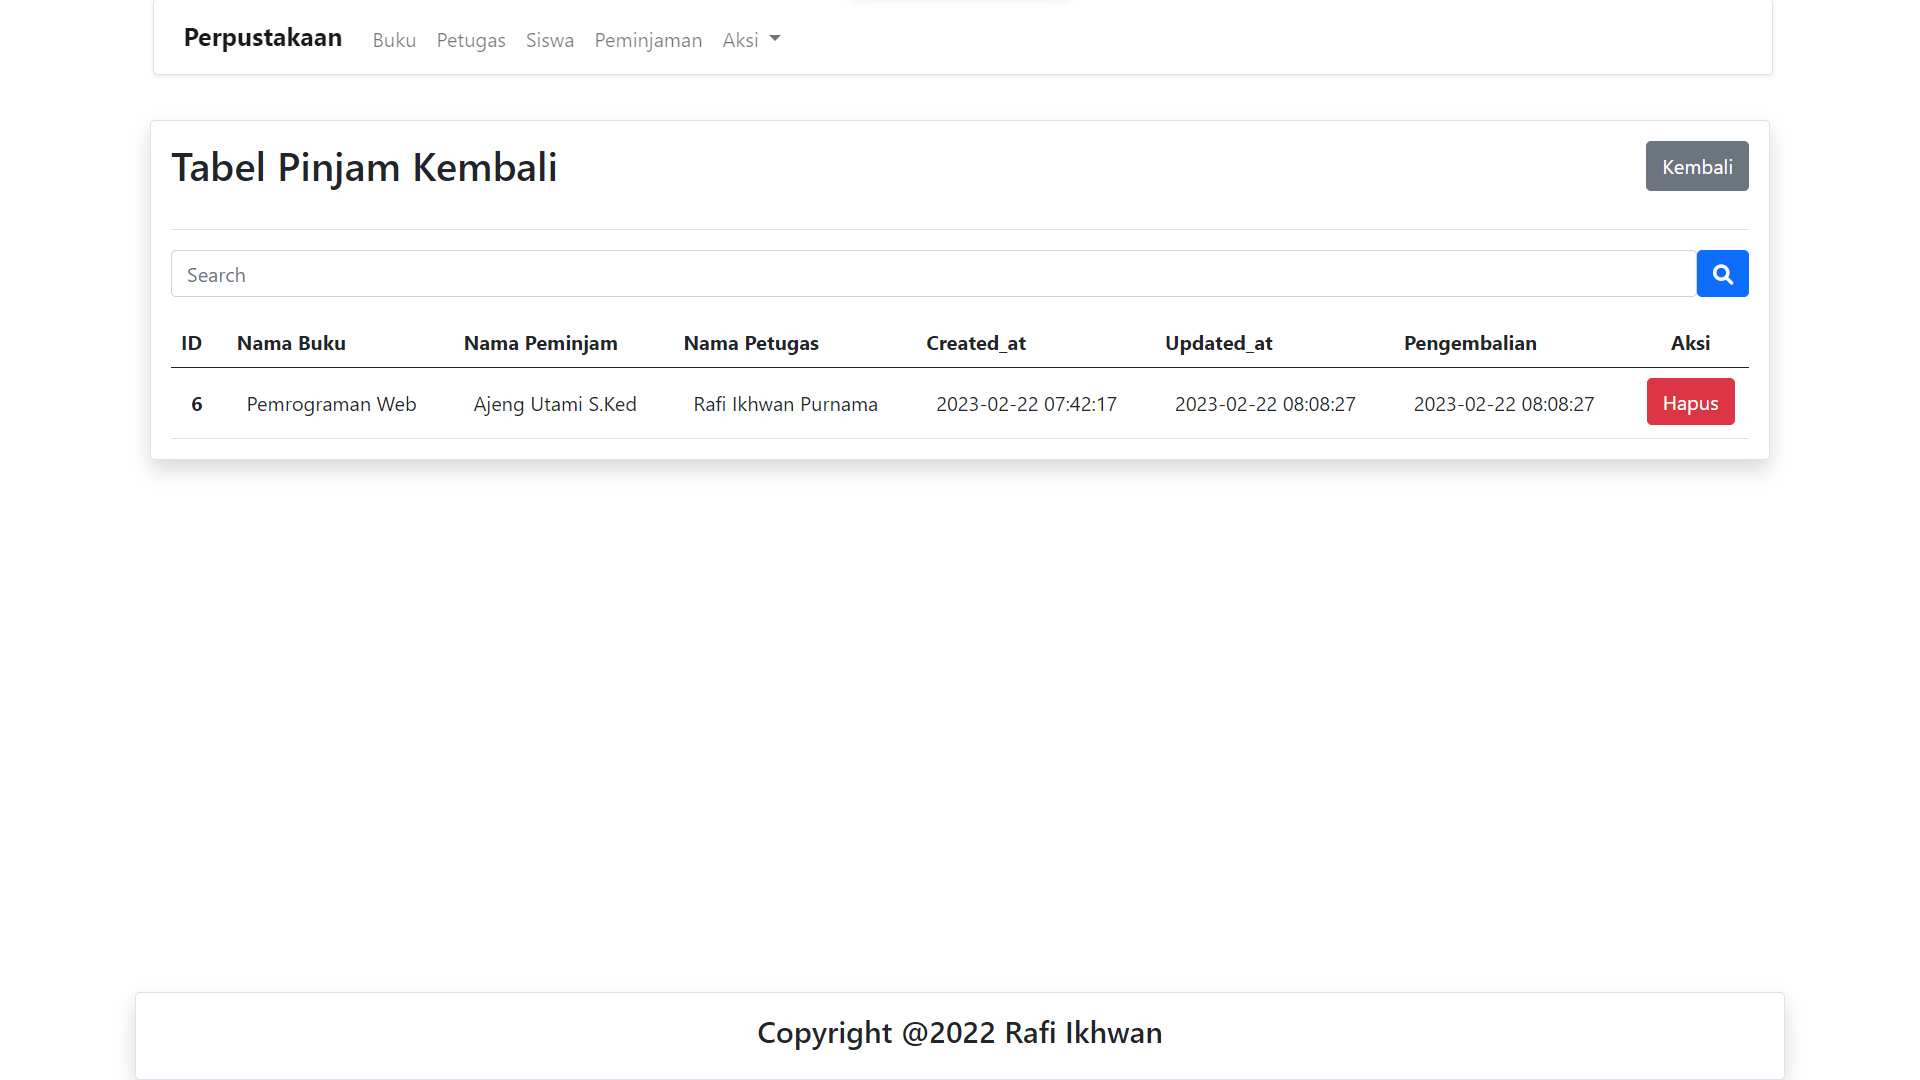 Perpustakaan Buku Petugas Siswa Peminjaman Aksi
Tabel Pinjam Kembali
Kembali
Search
ID Nama Buku Nama Peminjam Nama Petugas Created_at Updated_at Pengembalian Aksi
6 Pemrograman Web Ajeng Utami S.Ked Rafi Ikhwan Purnama 2023-02-22 07:42:17 2023-02-22 08:08:27 2023-02-22 08:08:27 Hapus
Copyright @2022 Rafi Ikhwan